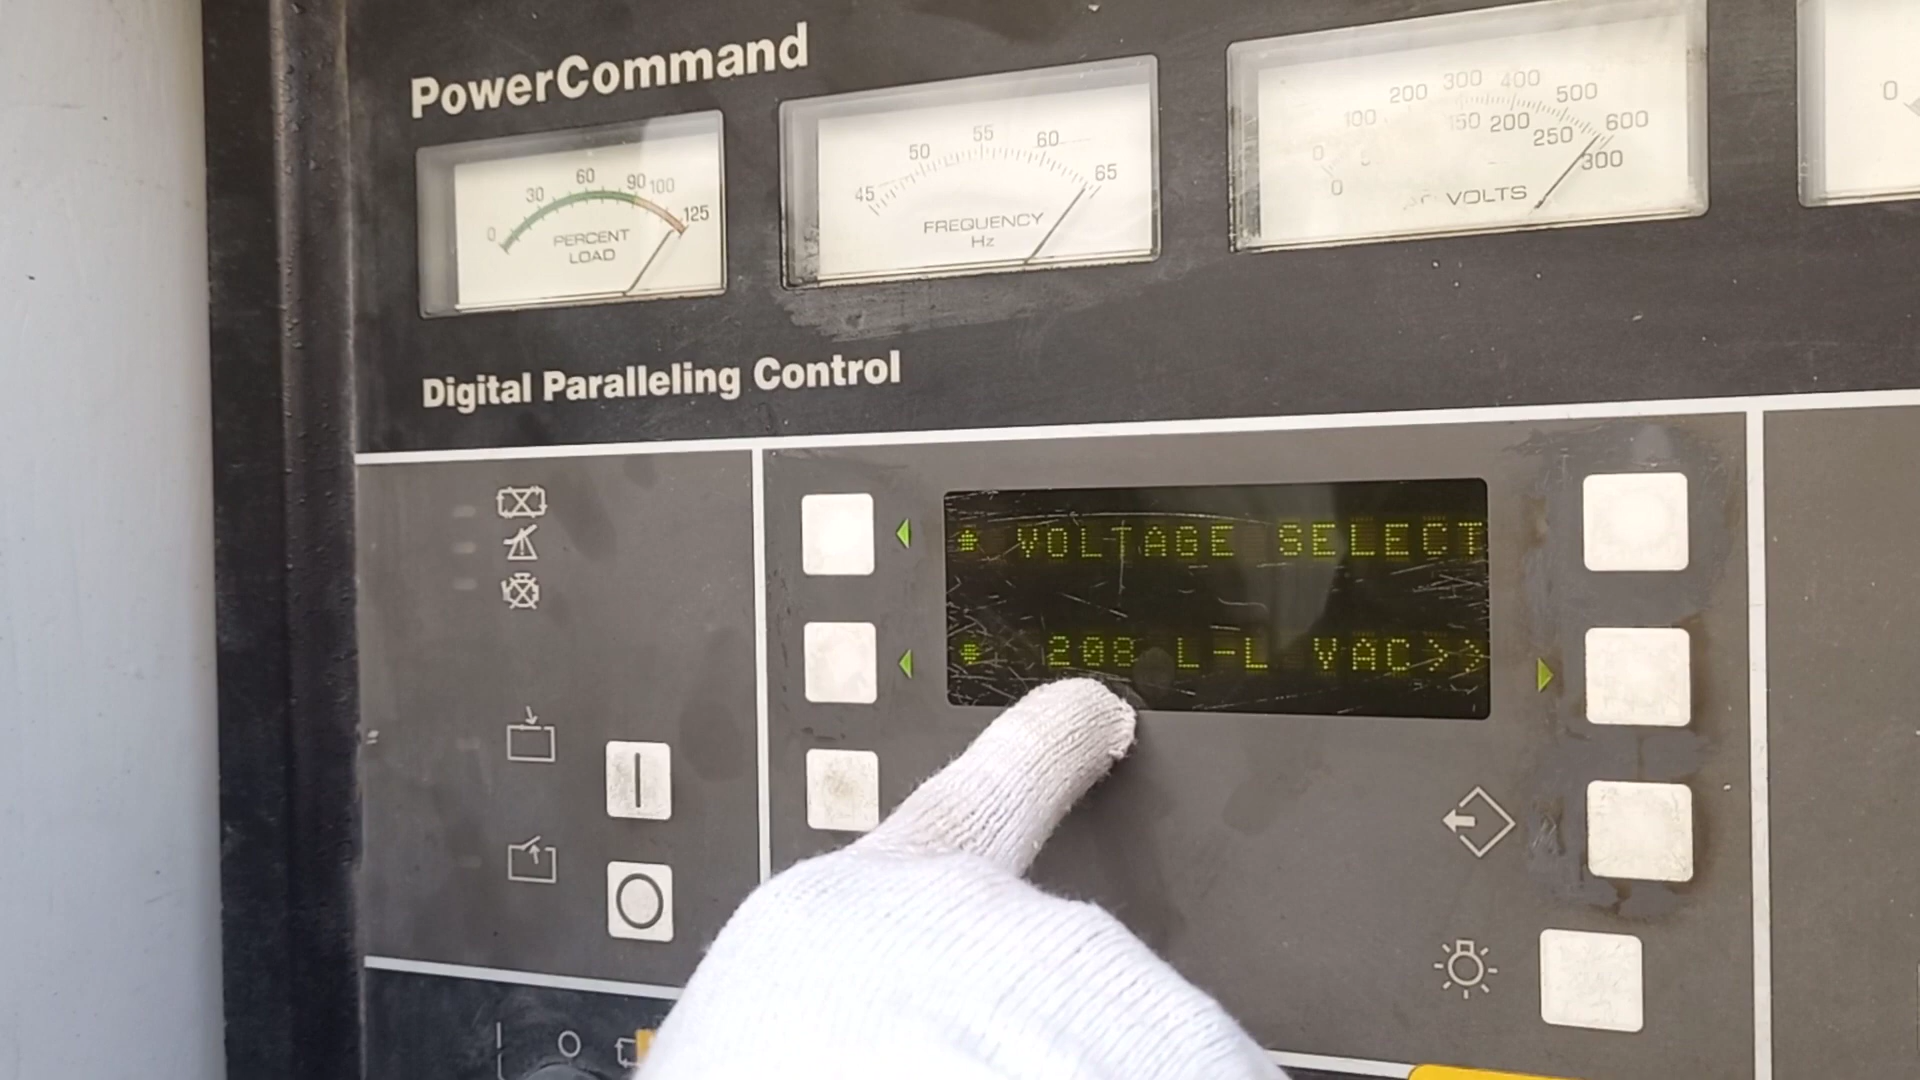 PowerCommand
0 30 60 90 100 125
PERCENT
LOAD
45 50 55 60 65
FREQUENCY
Hz
0 100 200 300 400 500 600
0 150 200 250 300
VOLTS
0
Digital Paralleling Control
VOLTAGE SELECT
208 L-L VAC>>